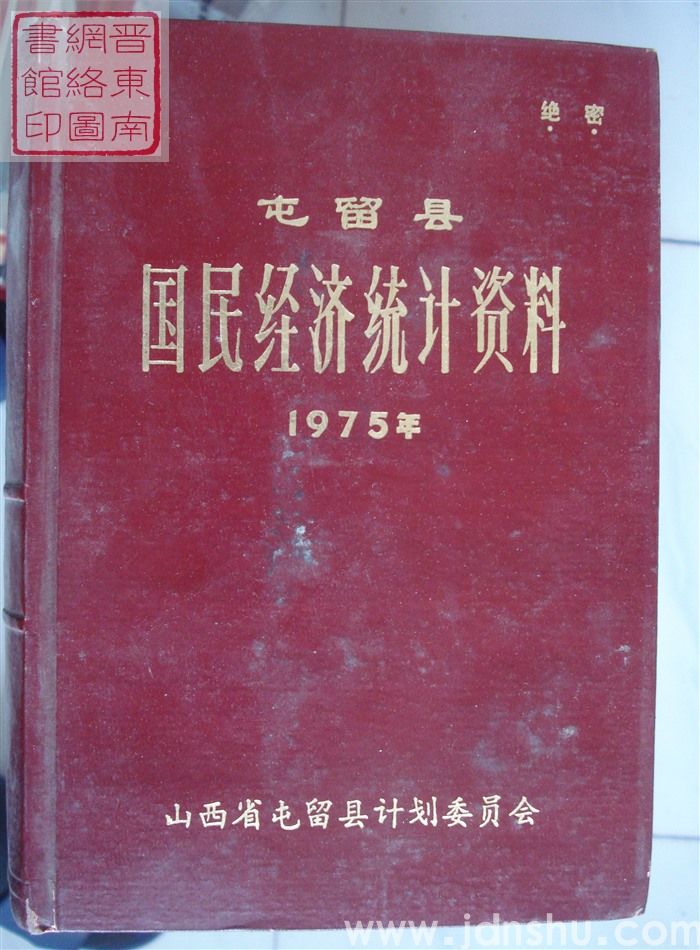 晋东南
網絡圖
書館印
绝密
屯留县
国民经济统计资料
1975年
山西省屯留县计划委员会
www.jdnshu.com